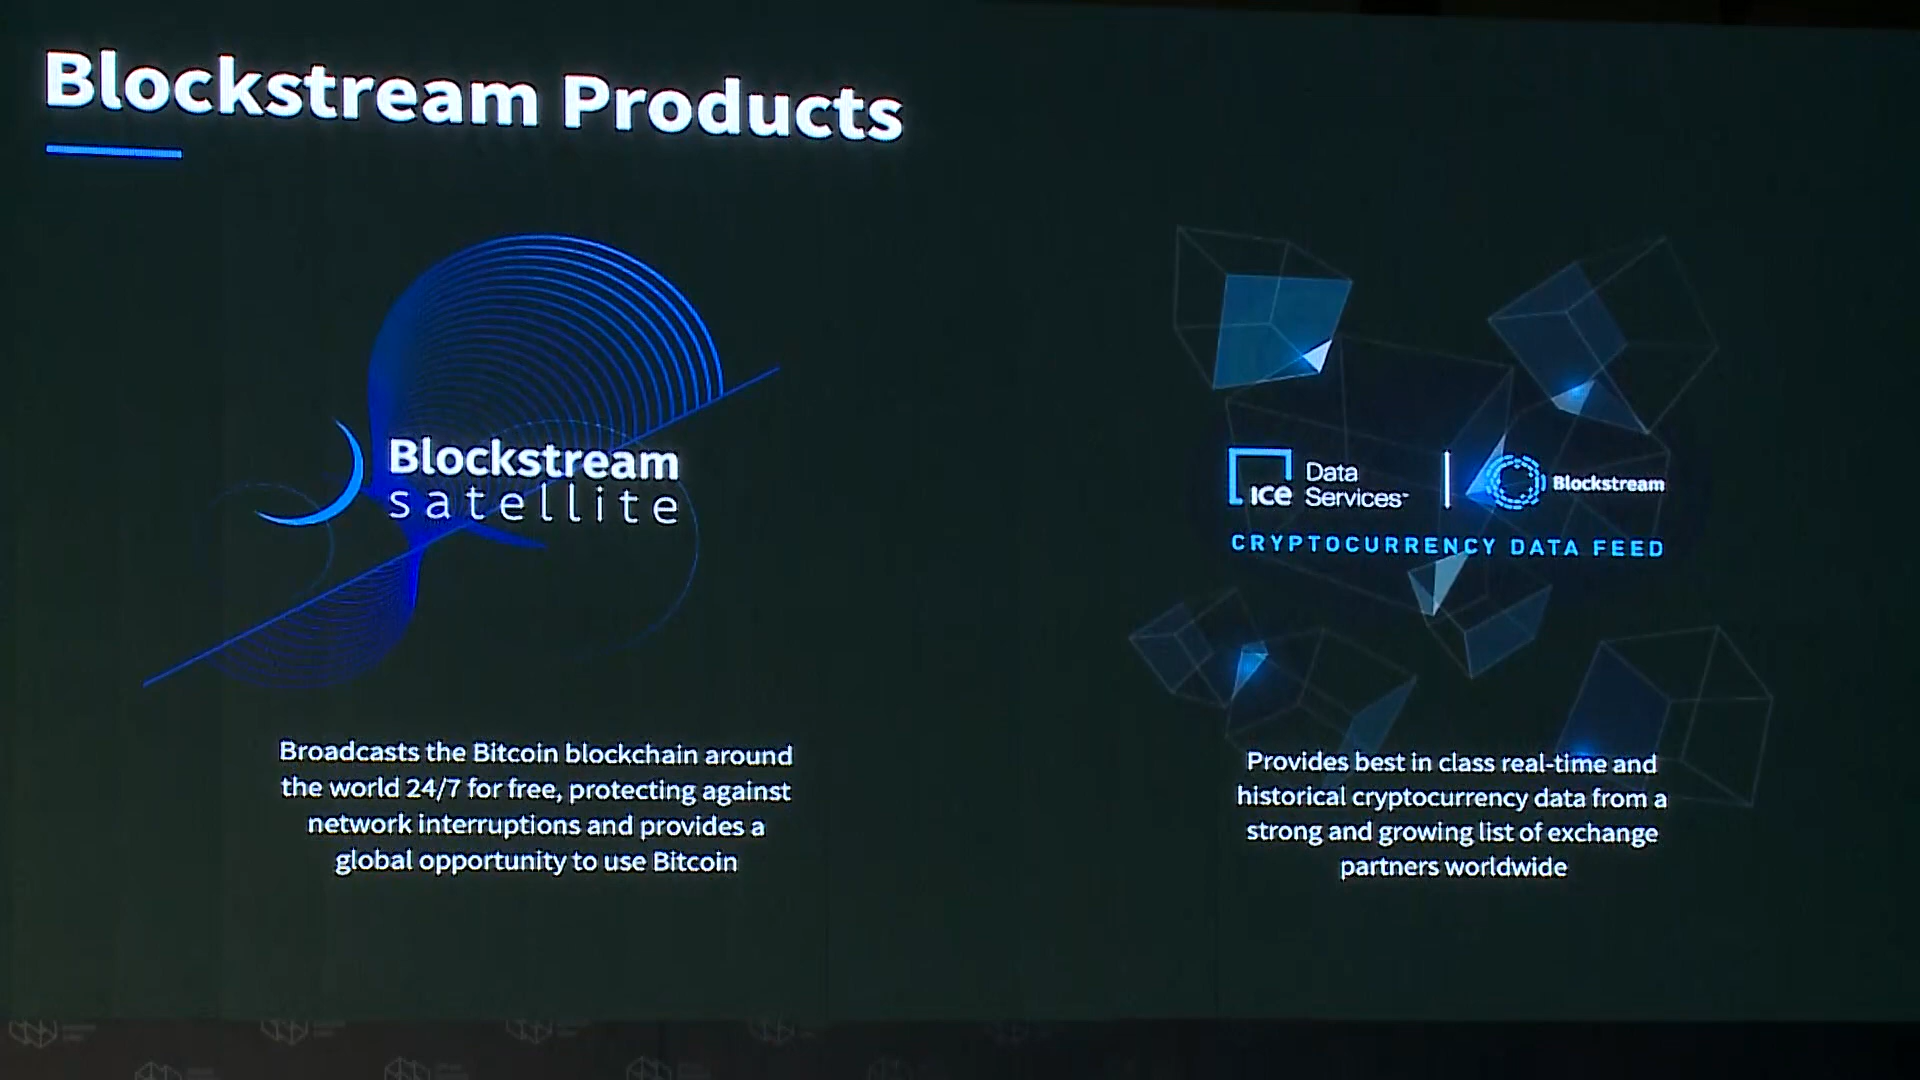 Blockstream Products
Blockstream
satellite
Broadcasts the Bitcoin blockchain around
the world 24/7 for free, protecting against
network interruptions and provides a
global opportunity to use Bitcoin
ice Data Services™ | Blockstream
CRYPTOCURRENCY DATA FEED
Provides best in class real-time and
historical cryptocurrency data from a
strong and growing list of exchange
partners worldwide